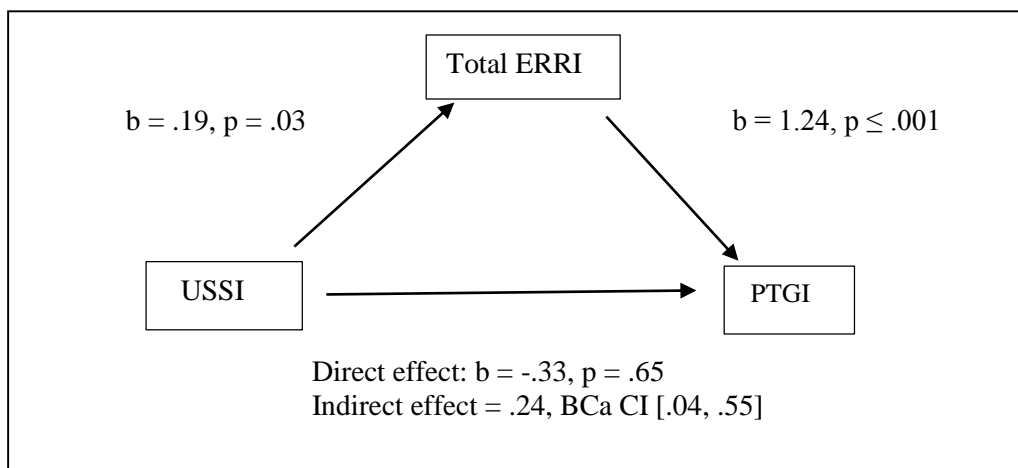 Total ERRI
b = .19, p = .03
b = 1.24, p ≤ .001
USSI
PTGI
Direct effect: b = -.33, p = .65
Indirect effect = .24, BCa CI [.04, .55]